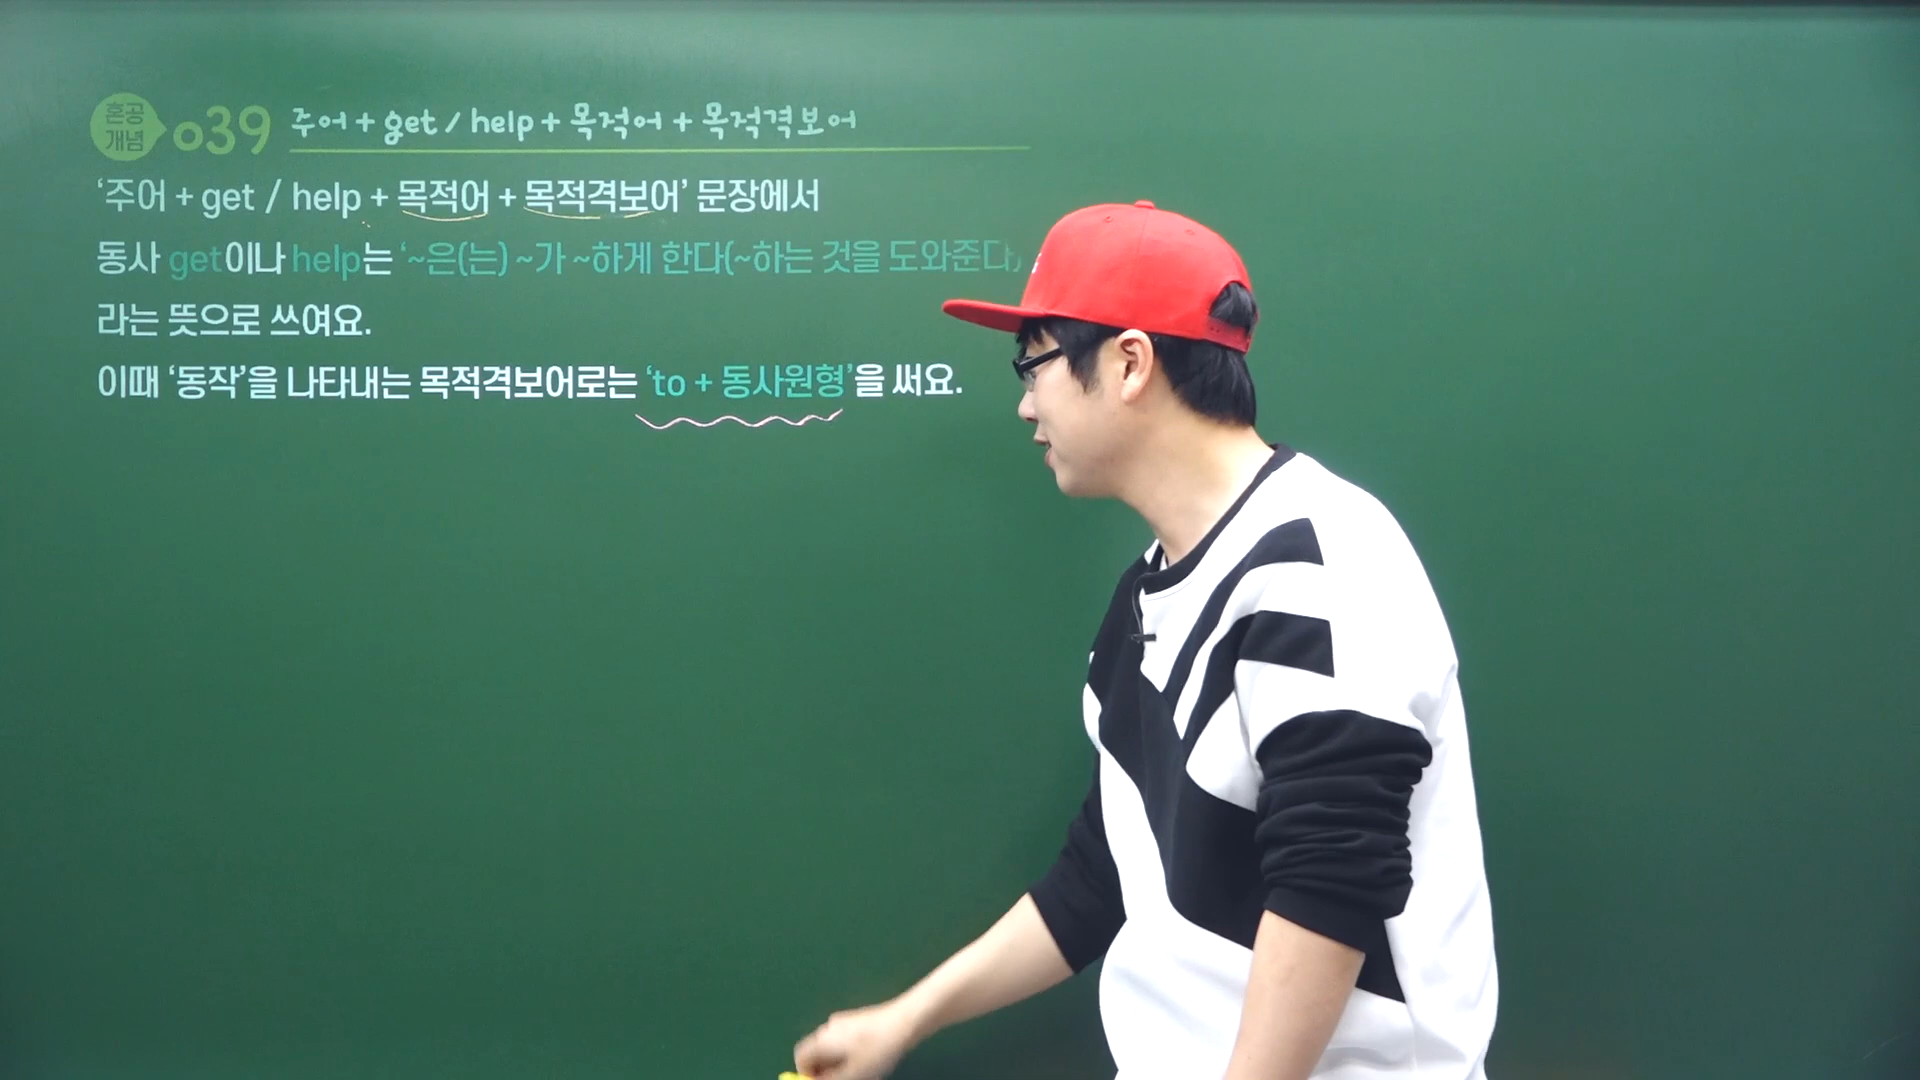 혼공
개념
039 주어 + get / help + 목적어 + 목적격보어
‘주어 + get / help + 목적어 + 목적격보어’ 문장에서
동사 get이나 help는 ‘~은(는) ~가 ~하게 한다(~하는 것을 도와준다)
라는 뜻으로 쓰여요.
이때 ‘동작’을 나타내는 목적격보어로는 ‘to + 동사원형’을 써요.